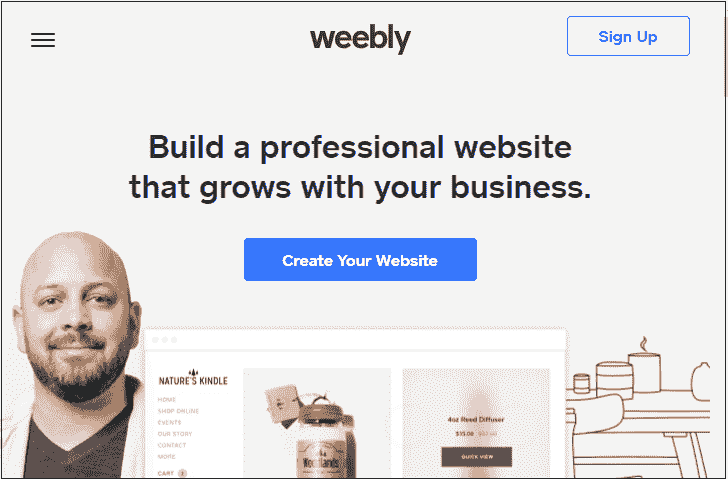 weebly
Sign Up
Build a professional website
that grows with your business.
Create Your Website
NATURE'S KINDLE
HOME
SHOP ONLINE
EVENTS
OUR STORY
CONTACT
MORE
CART
4oz Reed Diffuser
$35.00
QUICK VIEW